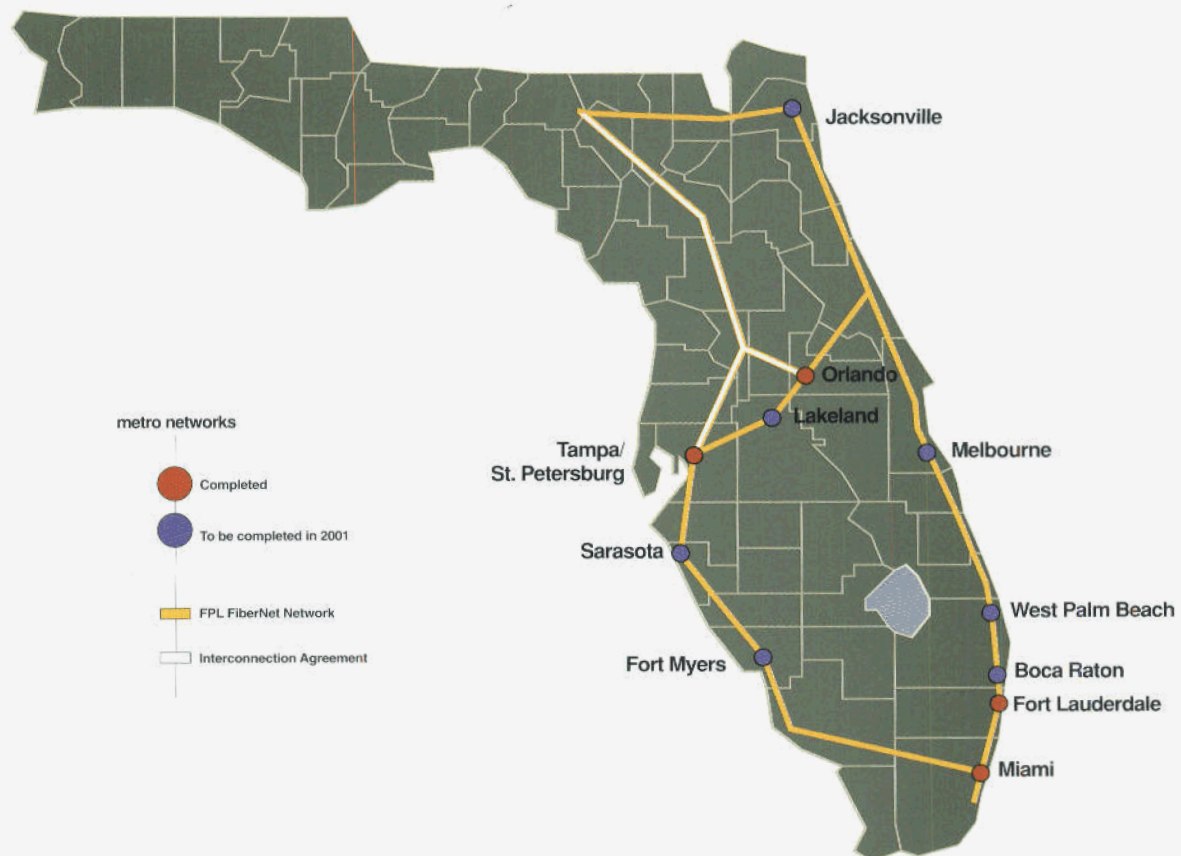 Jacksonville
Orlando
Lakeland
metro networks
Tampa/
St. Petersburg
Melbourne
Completed
To be completed in 2001
Sarasota
FPL FiberNet Network
West Palm Beach
Interconnection Agreement
Fort Myers
Boca Raton
Fort Lauderdale
Miami